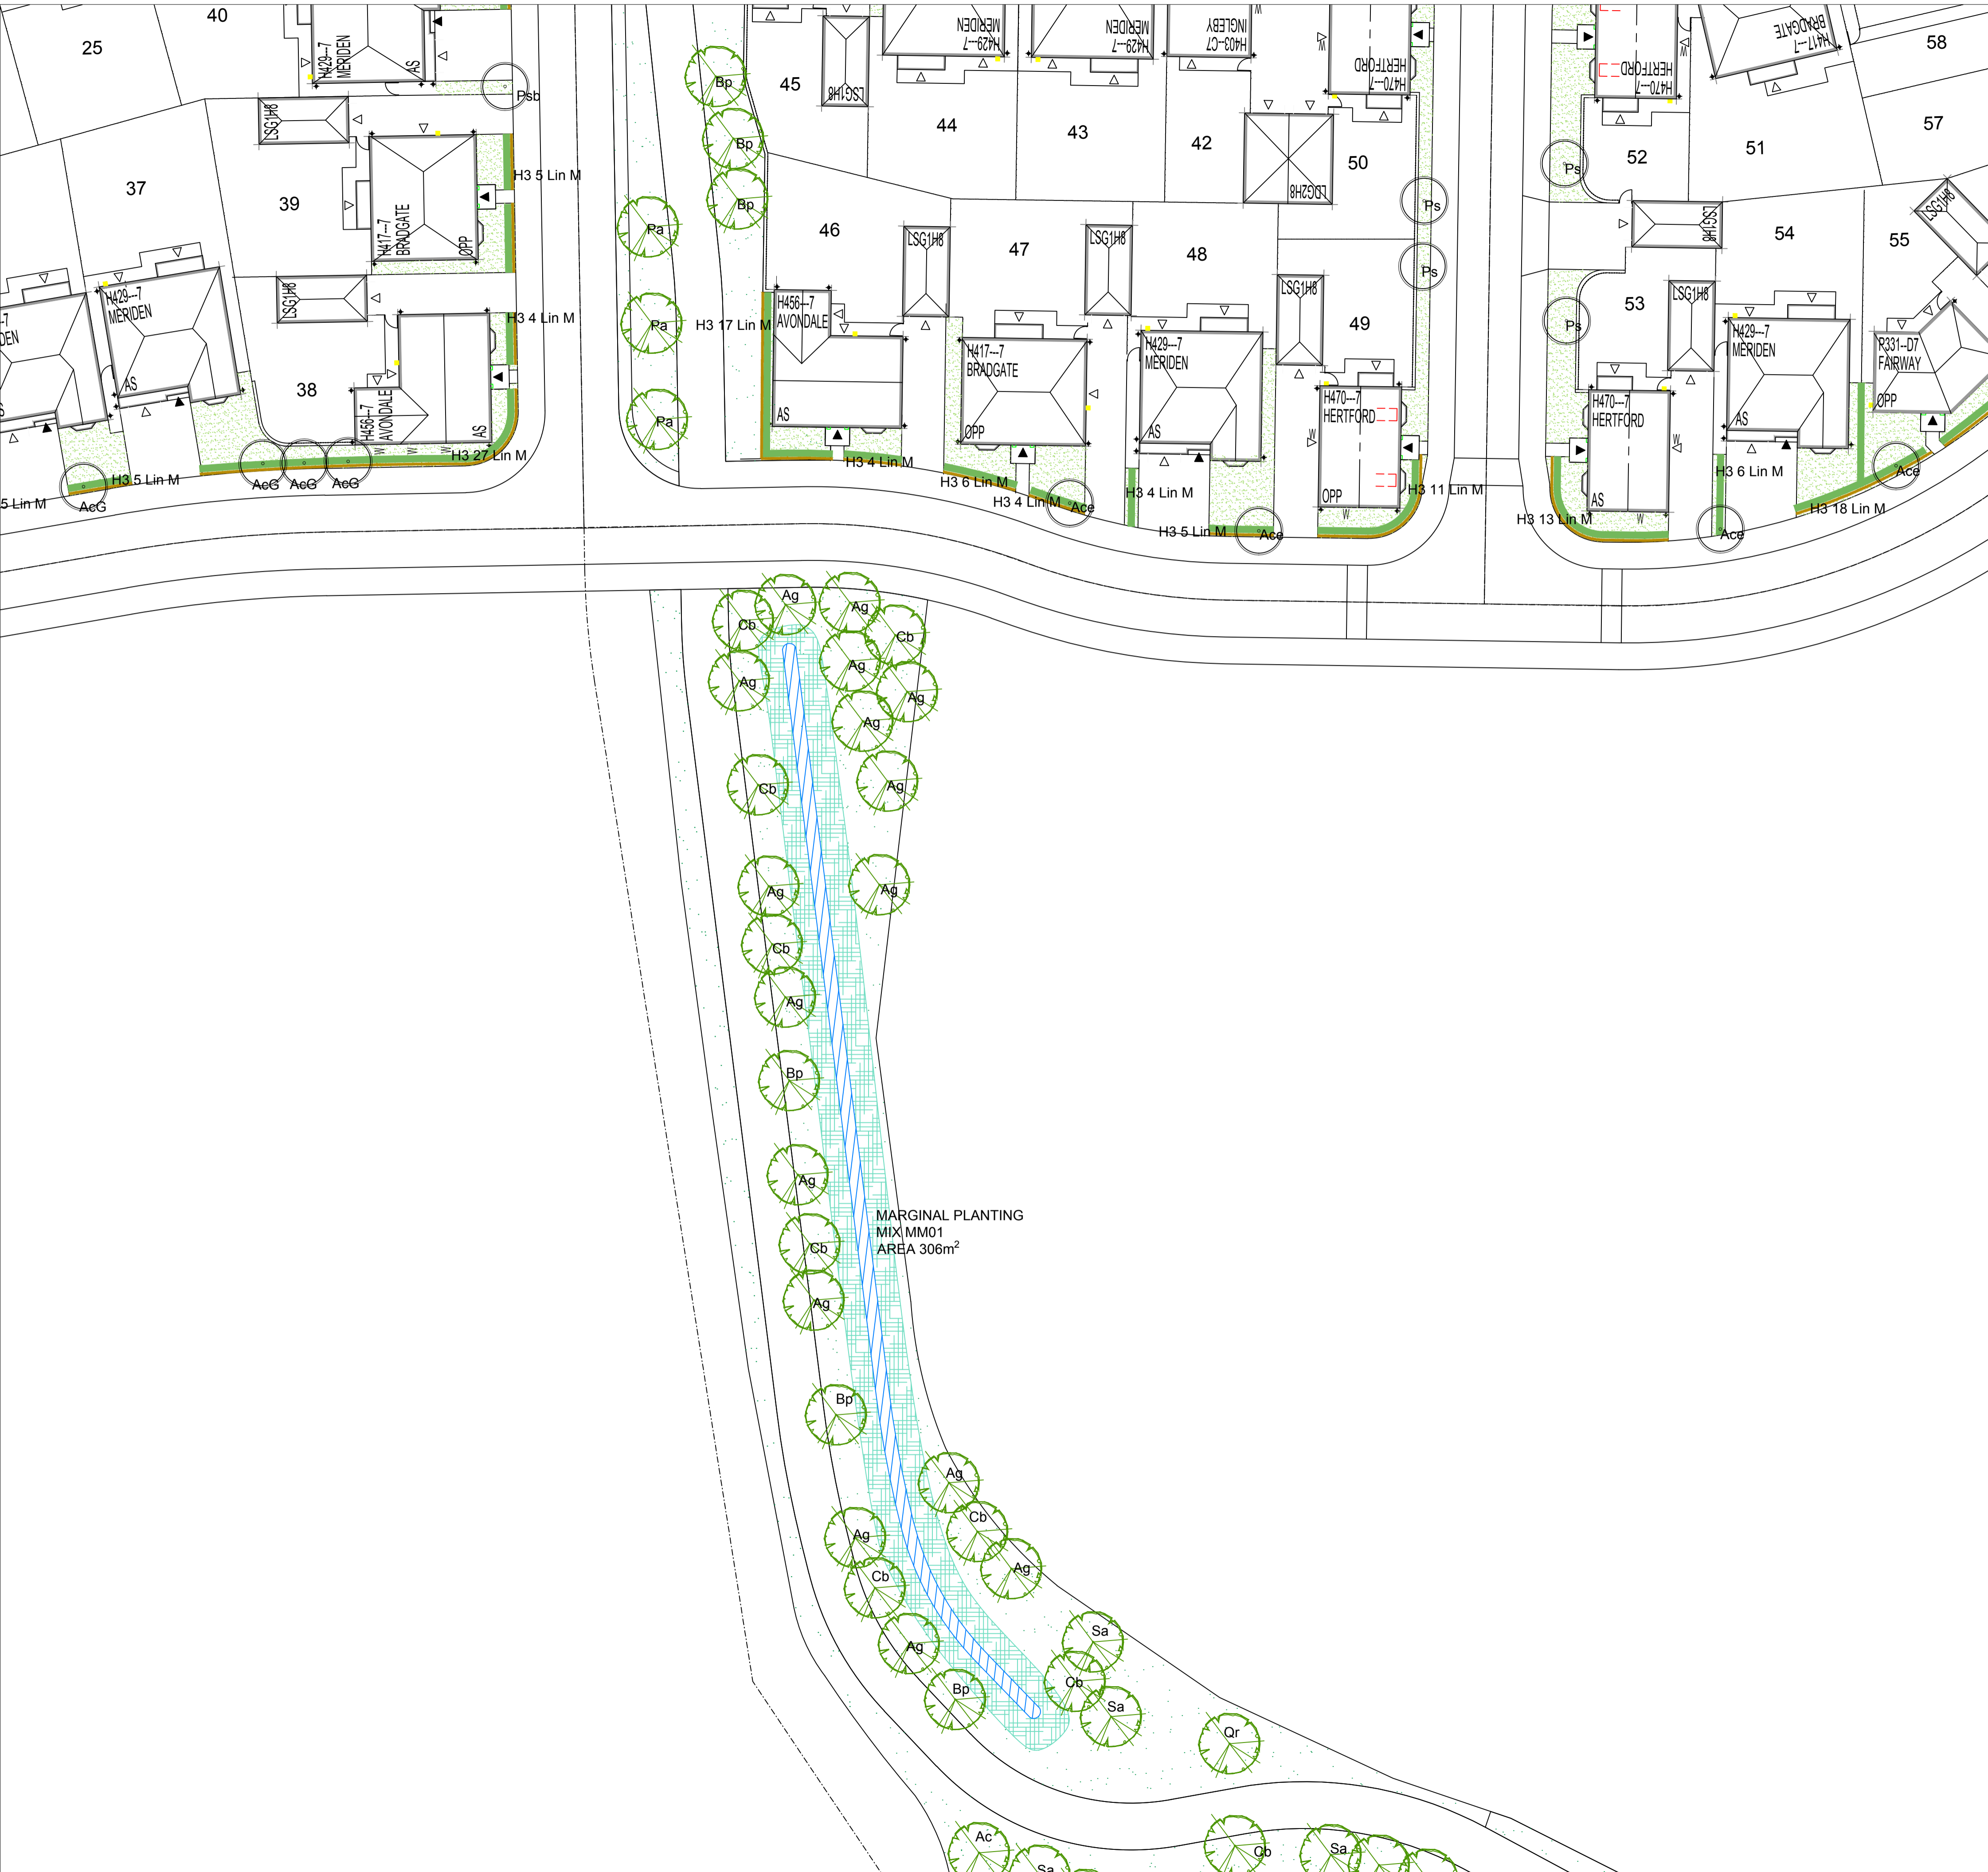 40
25
H429---7
MERIDEN
AS
Psb
LSG1H8
37
39
H417---7
BRADGATE
OPP
H3 5 Lin M
H429---7
MERIDEN
AS
LSG1H8
H3 4 Lin M
38
H456---7
AVONDALE
AS
W
W
W
H3 27 Lin M
AcG
AcG
AcG
AcG
H3 5 Lin M
5 Lin M
Bp
Bp
Bp
Pa
Pa
Pa
45
LSG1H8
H429---7
MERIDEN
H429---7
MERIDEN
H403--C7
INGLEBY
W
W
H470---7
HERTFORD
44
43
42
LDG2H8
50
Ps
Ps
46
LSG1H8
47
LSG1H8
48
LSG1H8
49
H3 17 Lin M
H456---7
AVONDALE
AS
H3 4 Lin M
H417---7
BRADGATE
OPP
H3 6 Lin M
H3 4 Lin M
Ace
H429---7
MERIDEN
AS
H3 4 Lin M
H3 5 Lin M
Ace
H470---7
HERTFORD
OPP
W
W
H3 11 Lin M
H470---7
HERTFORD
W
H417---7
BRADGATE
58
57
52
51
Ps
Ps
LSG1H8
54
55
LSG1H8
53
LSG1H8
H470---7
HERTFORD
AS
W
W
H3 13 Lin M
H429---7
MERIDEN
AS
H3 6 Lin M
Ace
P331--D7
FAIRWAY
OPP
Ace
H3 18 Lin M
Ag
Ag
Cb
Cb
Ag
Ag
Ag
Ag
Cb
Ag
Ag
Ag
Cb
Ag
Bp
Ag
MARGINAL PLANTING
MIX MM01
AREA 306m²
Cb
Ag
Bp
Ag
Cb
Ag
Ag
Cb
Ag
Sa
Cb
Bp
Sa
Qr
Ac
Sa
Cb
Sa